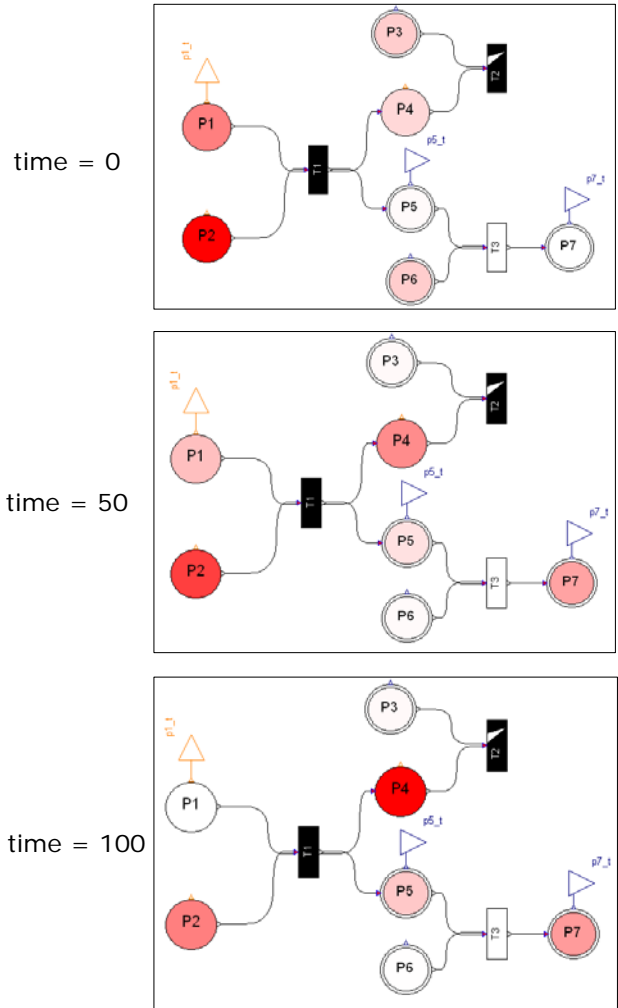 time = 0
p1_t
P1
P2
T1
P3
P4
T2
p5_t
P5
P6
T3
p7_t
P7
time = 50
p1_t
P1
P2
T1
P3
P4
T2
p5_t
P5
P6
T3
p7_t
P7
time = 100
p1_t
P1
P2
T1
P3
P4
T2
p5_t
P5
P6
T3
p7_t
P7